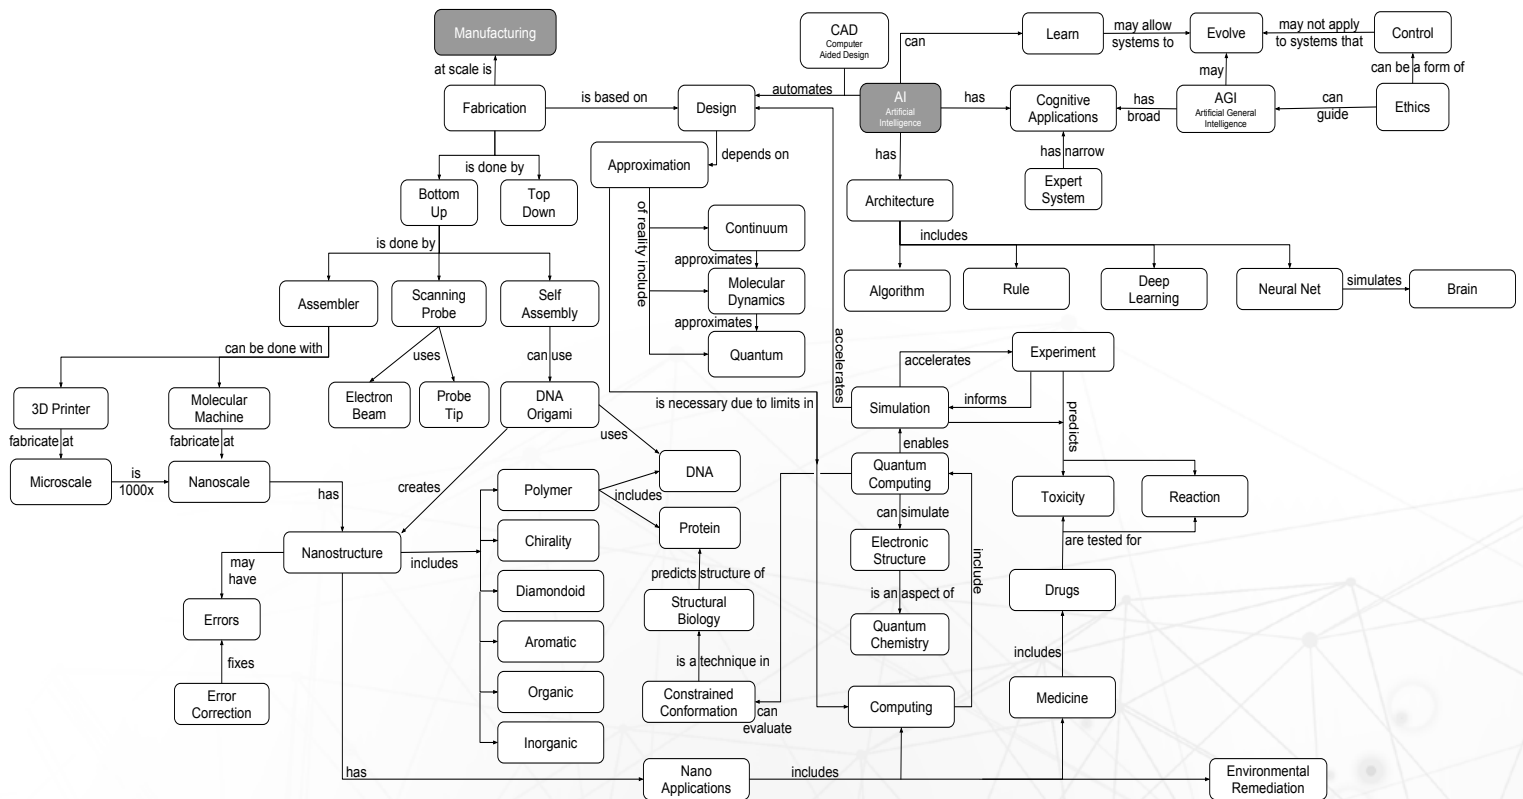 Manufacturing
CAD
Computer
Aided Design
can
Learn
may allow
systems to
Evolve
may not apply
to systems that
Control
at scale is
may
can be a form of
Fabrication
is based on
Design
automates
AI
Artificial
Intelligence
has
Cognitive
Applications
has
broad
AGI
Artificial General
Intelligence
can
guide
Ethics
is done by
Approximation
depends on
has
has narrow
Bottom
Up
Top
Down
Architecture
Expert
System
of reality include
Continuum
includes
is done by
approximates
Assembler
Scanning
Probe
Self
Assembly
Molecular
Dynamics
Algorithm
Rule
Deep
Learning
Neural Net
simulates
Brain
approximates
can be done with
uses
can use
Quantum
accelerates
accelerates
Experiment
3D Printer
Molecular
Machine
Electron
Beam
Probe
Tip
DNA
Origami
is necessary due to limits in
Simulation
informs
predicts
fabricate at
fabricate at
uses
enables
Microscale
is
1000x
Nanoscale
has
creates
Polymer
includes
DNA
Quantum
Computing
Toxicity
Reaction
can simulate
Protein
Nanostructure
includes
Chirality
Electronic
Structure
include
are tested for
may
have
predicts structure of
Diamondoid
is an aspect of
Drugs
Errors
Structural
Biology
Quantum
Chemistry
Aromatic
fixes
is a technique in
includes
Error
Correction
Organic
Constrained
Conformation
can
evaluate
Computing
Medicine
Inorganic
has
Nano
Applications
includes
Environmental
Remediation